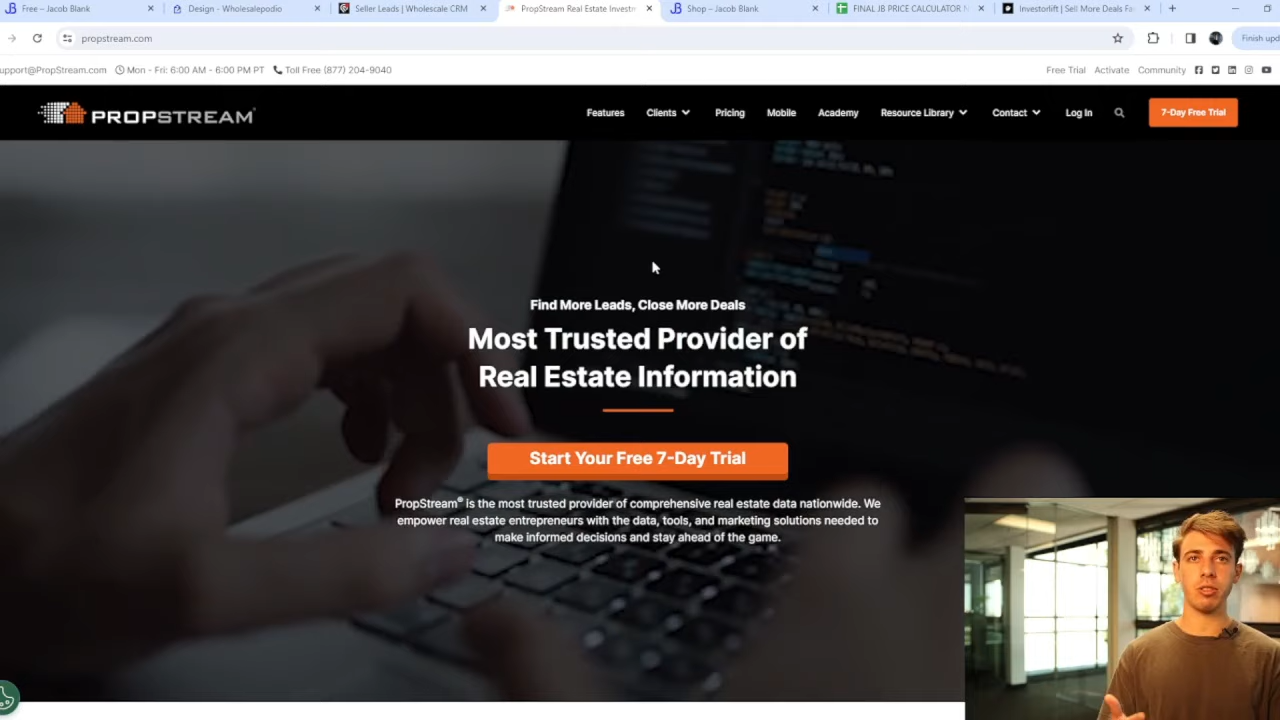 Free – Jacob Blank
Design - Wholesalepodio
Seller Leads | Wholesale CRM
PropStream Real Estate Investm
Shop – Jacob Blank
FINAL JB PRICE CALCULATOR N
Investorlift | Sell More Deals Fas
propstream.com
Finish upd
upport@PropStream.com
Mon - Fri: 6:00 AM - 6:00 PM PT
Toll Free (877) 204-9040
Free Trial
Activate
Community
PROPSTREAM
Features
Clients
Pricing
Mobile
Academy
Resource Library
Contact
Log In
7-Day Free Trial
Find More Leads, Close More Deals
Most Trusted Provider of
Real Estate Information
Start Your Free 7-Day Trial
PropStream® is the most trusted provider of comprehensive real estate data nationwide. We
empower real estate entrepreneurs with the data, tools, and marketing solutions needed to
make informed decisions and stay ahead of the game.